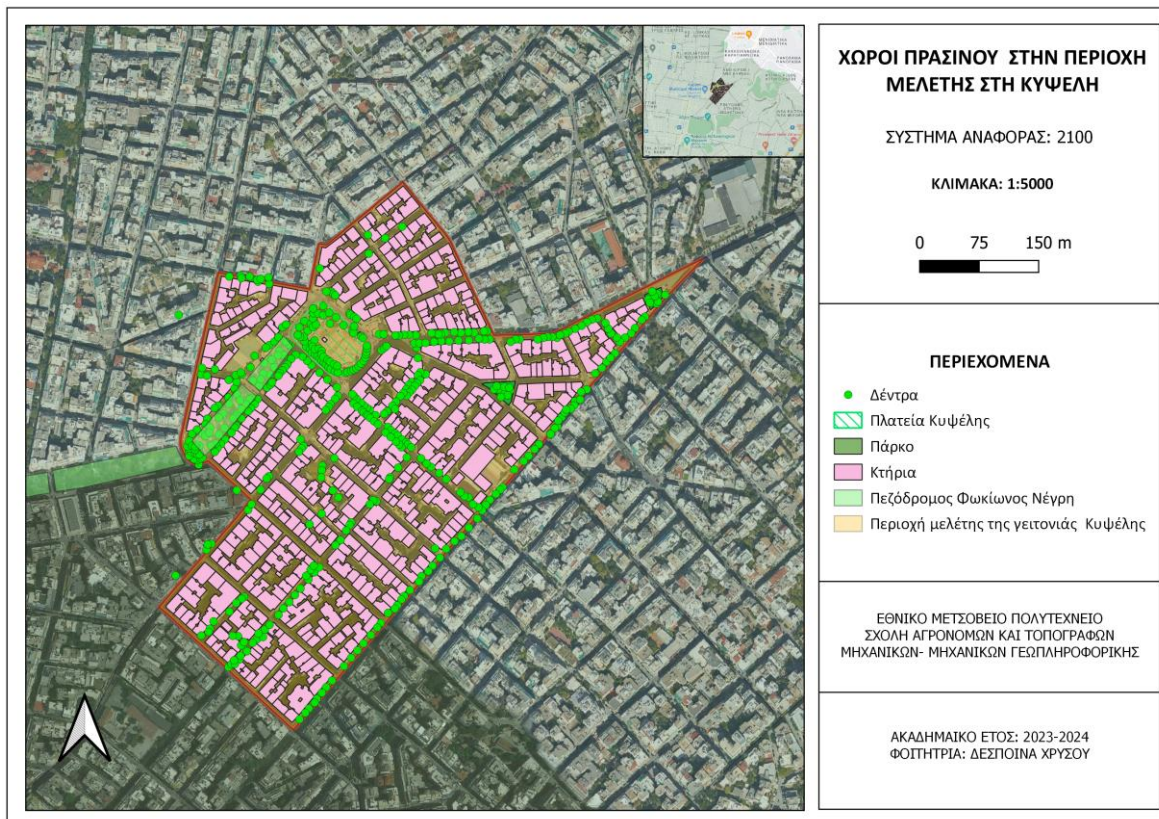 ΧΩΡΟΙ ΠΡΑΣΙΝΟΥ ΣΤΗΝ ΠΕΡΙΟΧΗ
ΜΕΛΕΤΗΣ ΣΤΗ ΚΥΨΕΛΗ
ΣΥΣΤΗΜΑ ΑΝΑΦΟΡΑΣ: 2100
ΚΛΙΜΑΚΑ: 1:5000
0 75 150 m
ΠΕΡΙΕΧΟΜΕΝΑ
Δέντρα
Πλατεία Κυψέλης
Πάρκο
Κτήρια
Πεζόδρομος Φωκίωνος Νέγρη
Περιοχή μελέτης της γειτονιάς Κυψέλης
ΕΘΝΙΚΟ ΜΕΤΣΟΒΕΙΟ ΠΟΛΥΤΕΧΝΕΙΟ
ΣΧΟΛΗ ΑΓΡΟΝΟΜΩΝ ΚΑΙ ΤΟΠΟΓΡΑΦΩΝ
ΜΗΧΑΝΙΚΩΝ- ΜΗΧΑΝΙΚΩΝ ΓΕΩΠΛΗΡΟΦΟΡΙΚΗΣ
ΑΚΑΔΗΜΑΙΚΟ ΕΤΟΣ: 2023-2024
ΦΟΙΤΗΤΡΙΑ: ΔΕΣΠΟΙΝΑ ΧΡΥΣΟΥ